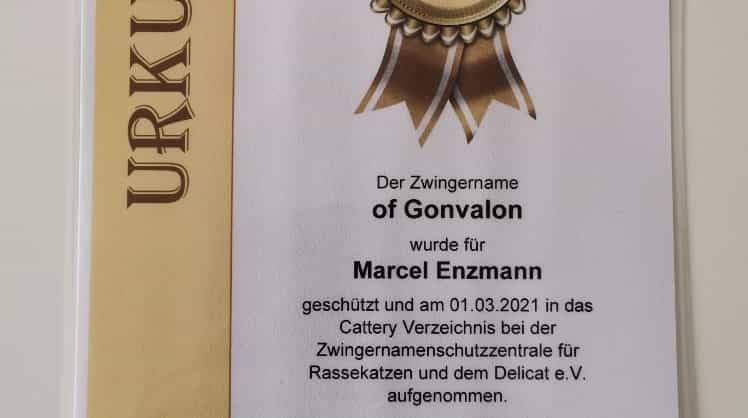 URKU
Der Zwingername
of Gonvalon
wurde für
Marcel Enzmann
geschützt und am 01.03.2021 in das
Cattery Verzeichnis bei der
Zwingernamenschutzzentrale für
Rassekatzen und dem Delicat e.V.
aufgenommen.